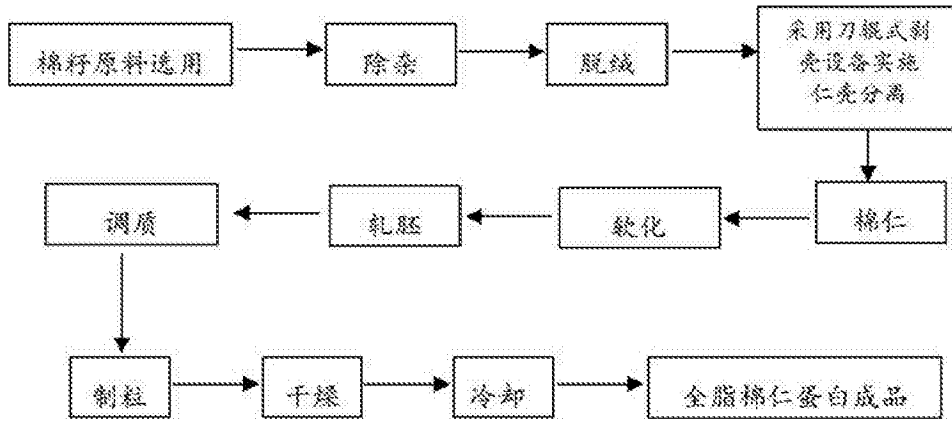 棉籽原料选用
除杂
脱绒
采用刀辊式剥
壳设备实施
仁壳分离
棉仁
软化
轧胚
调质
制粒
干燥
冷却
全脂棉仁蛋白成品